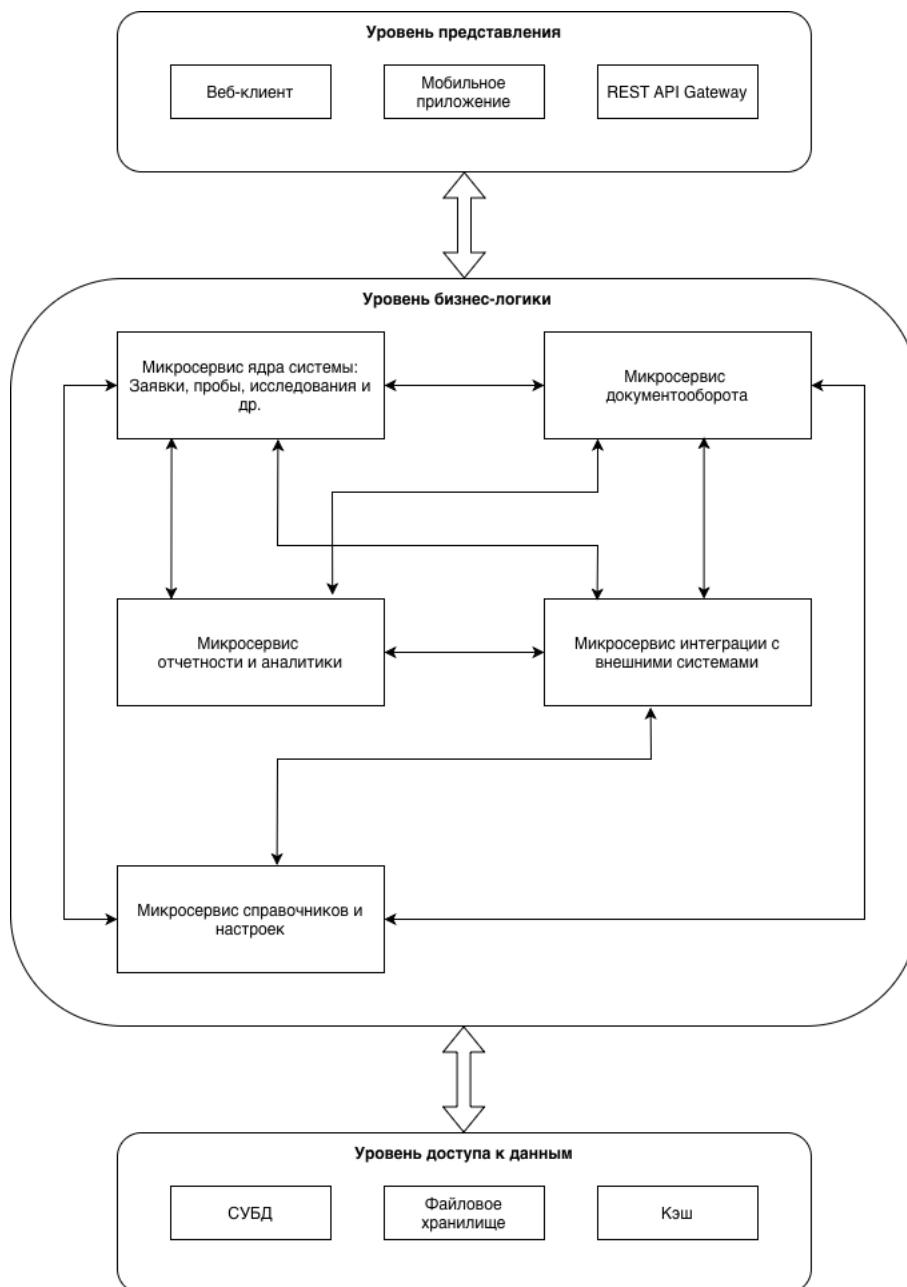 Уровень представления
Веб-клиент
Мобильное
приложение
REST API Gateway
Уровень бизнес-логики
Микросервис ядра системы:
Заявки, пробы, исследования и
др.
Микросервис
документооборота
Микросервис
отчетности и аналитики
Микросервис интеграции с
внешними системами
Микросервис справочников и
настроек
Уровень доступа к данным
СУБД
Файловое
хранилище
Кэш